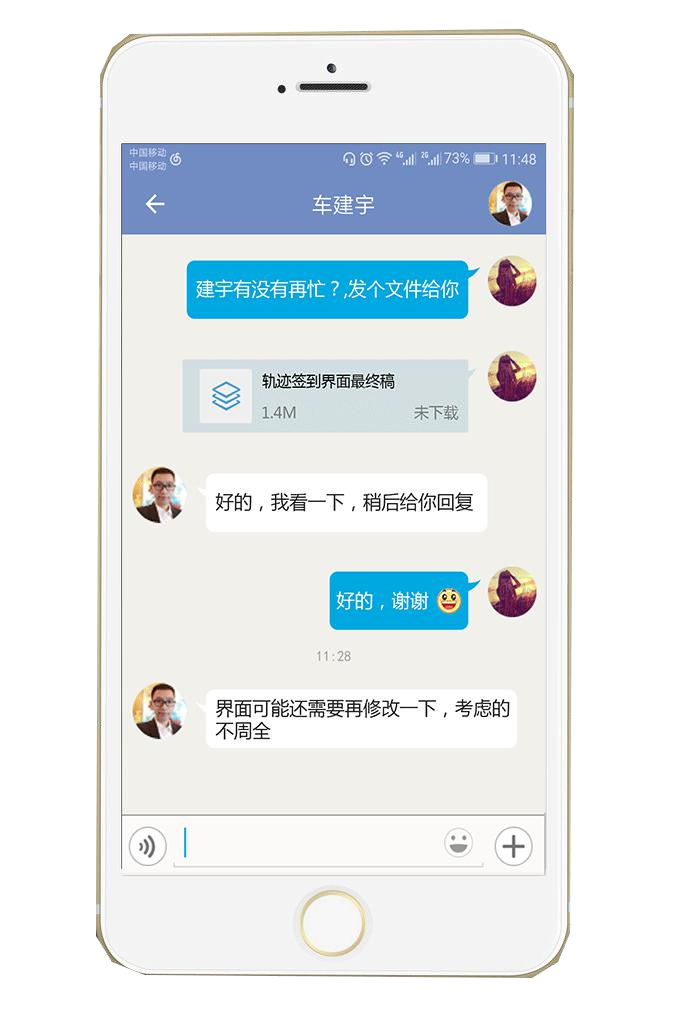 中国移动
中国移动
4G 2G 73% 11:48
车建宇
建宇有没有再忙？,发个文件给你
轨迹签到界面最终稿
1.4M 未下载
好的，我看一下，稍后给你回复
好的，谢谢
11:28
界面可能还需要再修改一下，考虑的
不周全